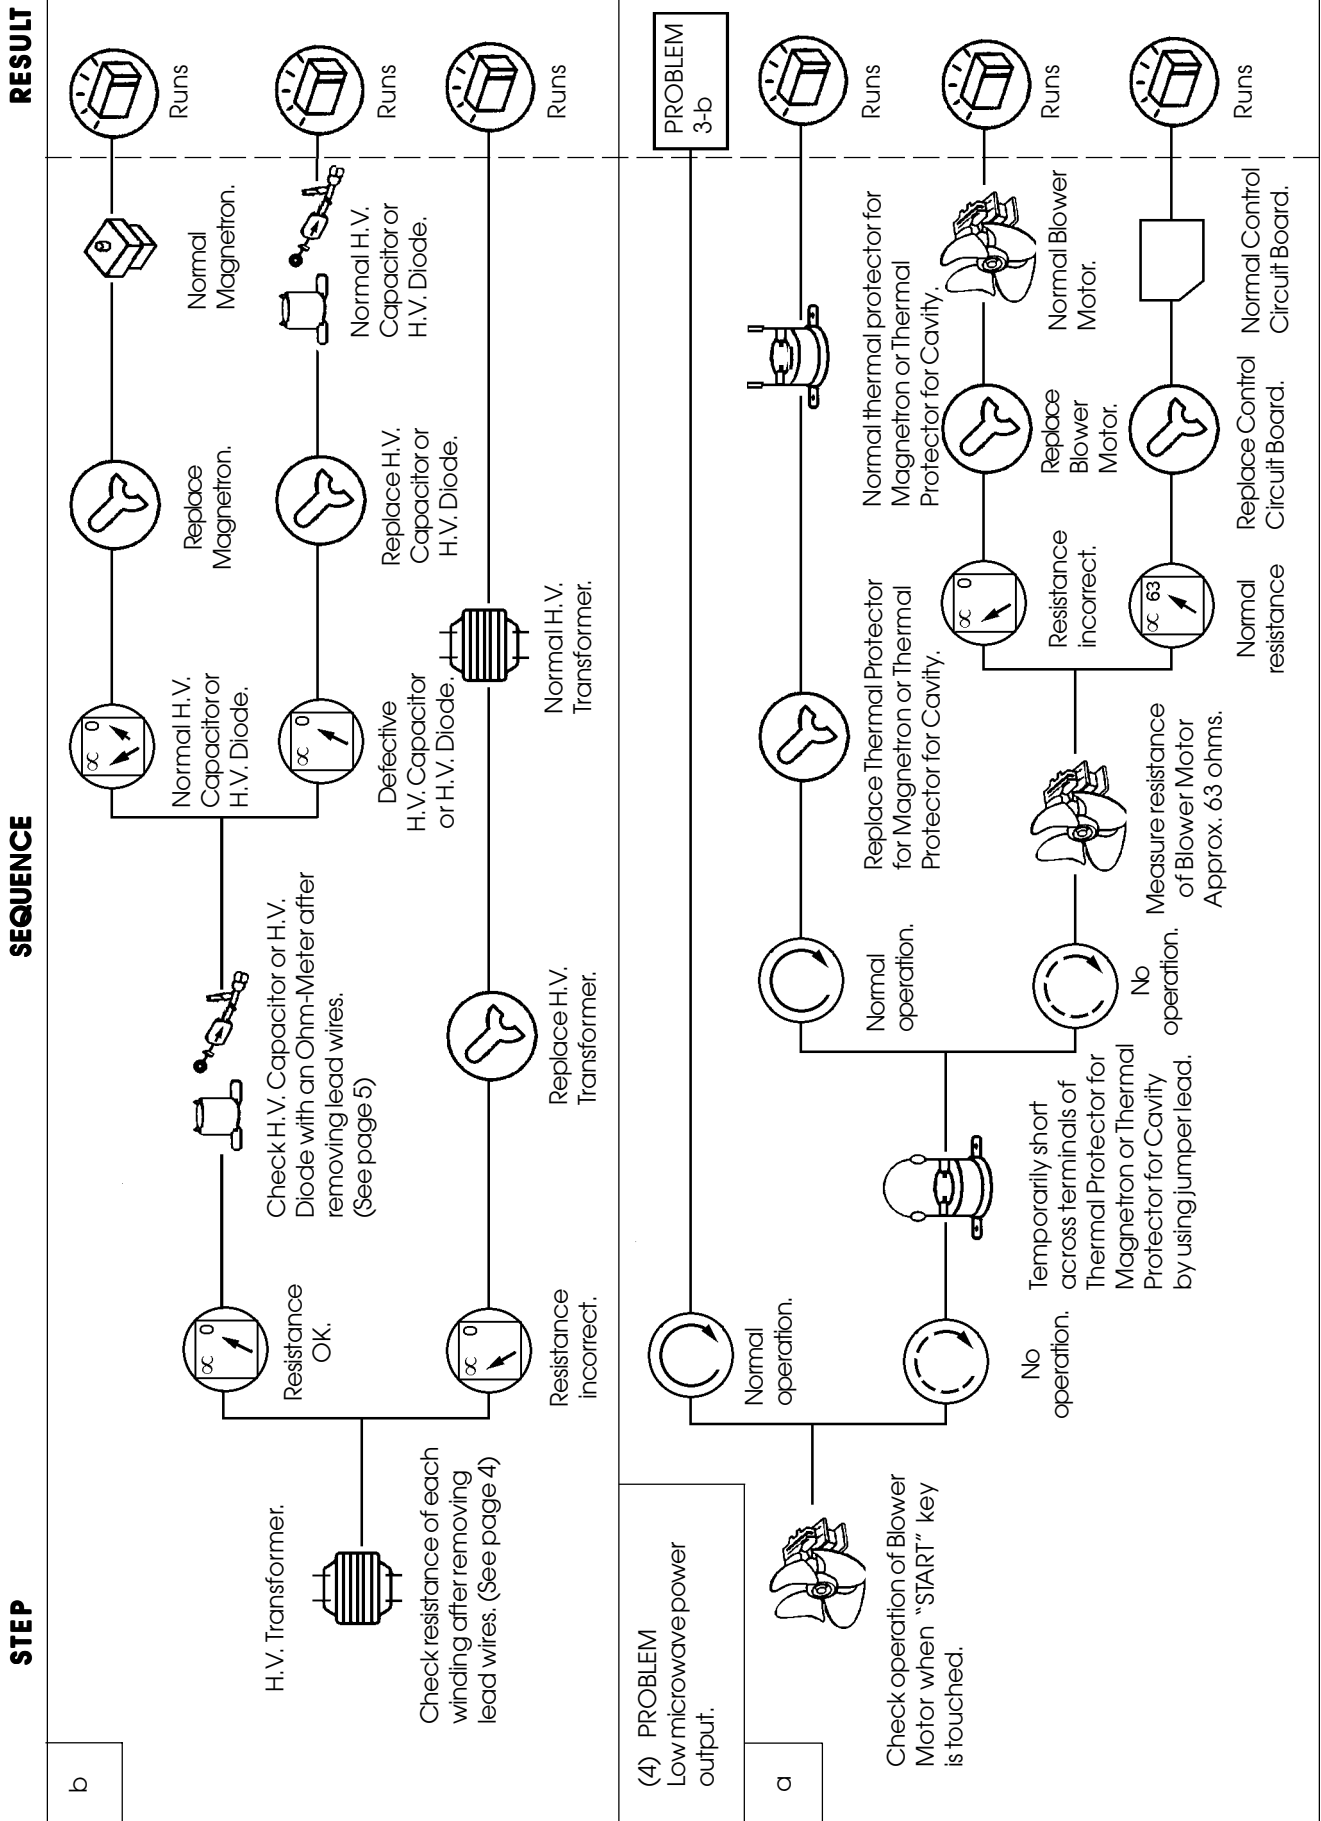 STEP
SEQUENCE
RESULT
b
H.V. Transformer.
Check resistance of each
winding after removing
lead wires. (See page 4)
∝ 0
Resistance
OK.
Check H.V. Capacitor or H.V.
Diode with an Ohm-Meter after
removing lead wires.
(See page 5)
∝ 0
Normal H.V.
Capacitor or
H.V. Diode.
Replace
Magnetron.
Normal
Magnetron.
Runs
∝ 0
Defective
H.V. Capacitor
or H.V. Diode.
Replace H.V.
Capacitor or
H.V. Diode.
Normal H.V.
Capacitor or
H.V. Diode.
Runs
∝ 0
Resistance
incorrect.
Replace H.V.
Transformer.
Normal H.V.
Transformer.
Runs
(4) PROBLEM
Low microwave power
output.
a
Check operation of Blower
Motor when "START" key
is touched.
Normal
operation.
PROBLEM
3-b
No
operation.
Temporarily short
across terminals of
Thermal Protector for
Magnetron or Thermal
Protector for Cavity
by using jumper lead.
Normal
operation.
Replace Thermal Protector
for Magnetron or Thermal
Protector for Cavity.
Normal thermal protector for
Magnetron or Thermal
Protector for Cavity.
Runs
No
operation.
Measure resistance
of Blower Motor
Approx. 63 ohms.
∝ 0
Resistance
incorrect.
Replace
Blower
Motor.
Normal Blower
Motor.
Runs
∝ 63
Normal
resistance
Replace Control
Circuit Board.
Normal Control
Circuit Board.
Runs